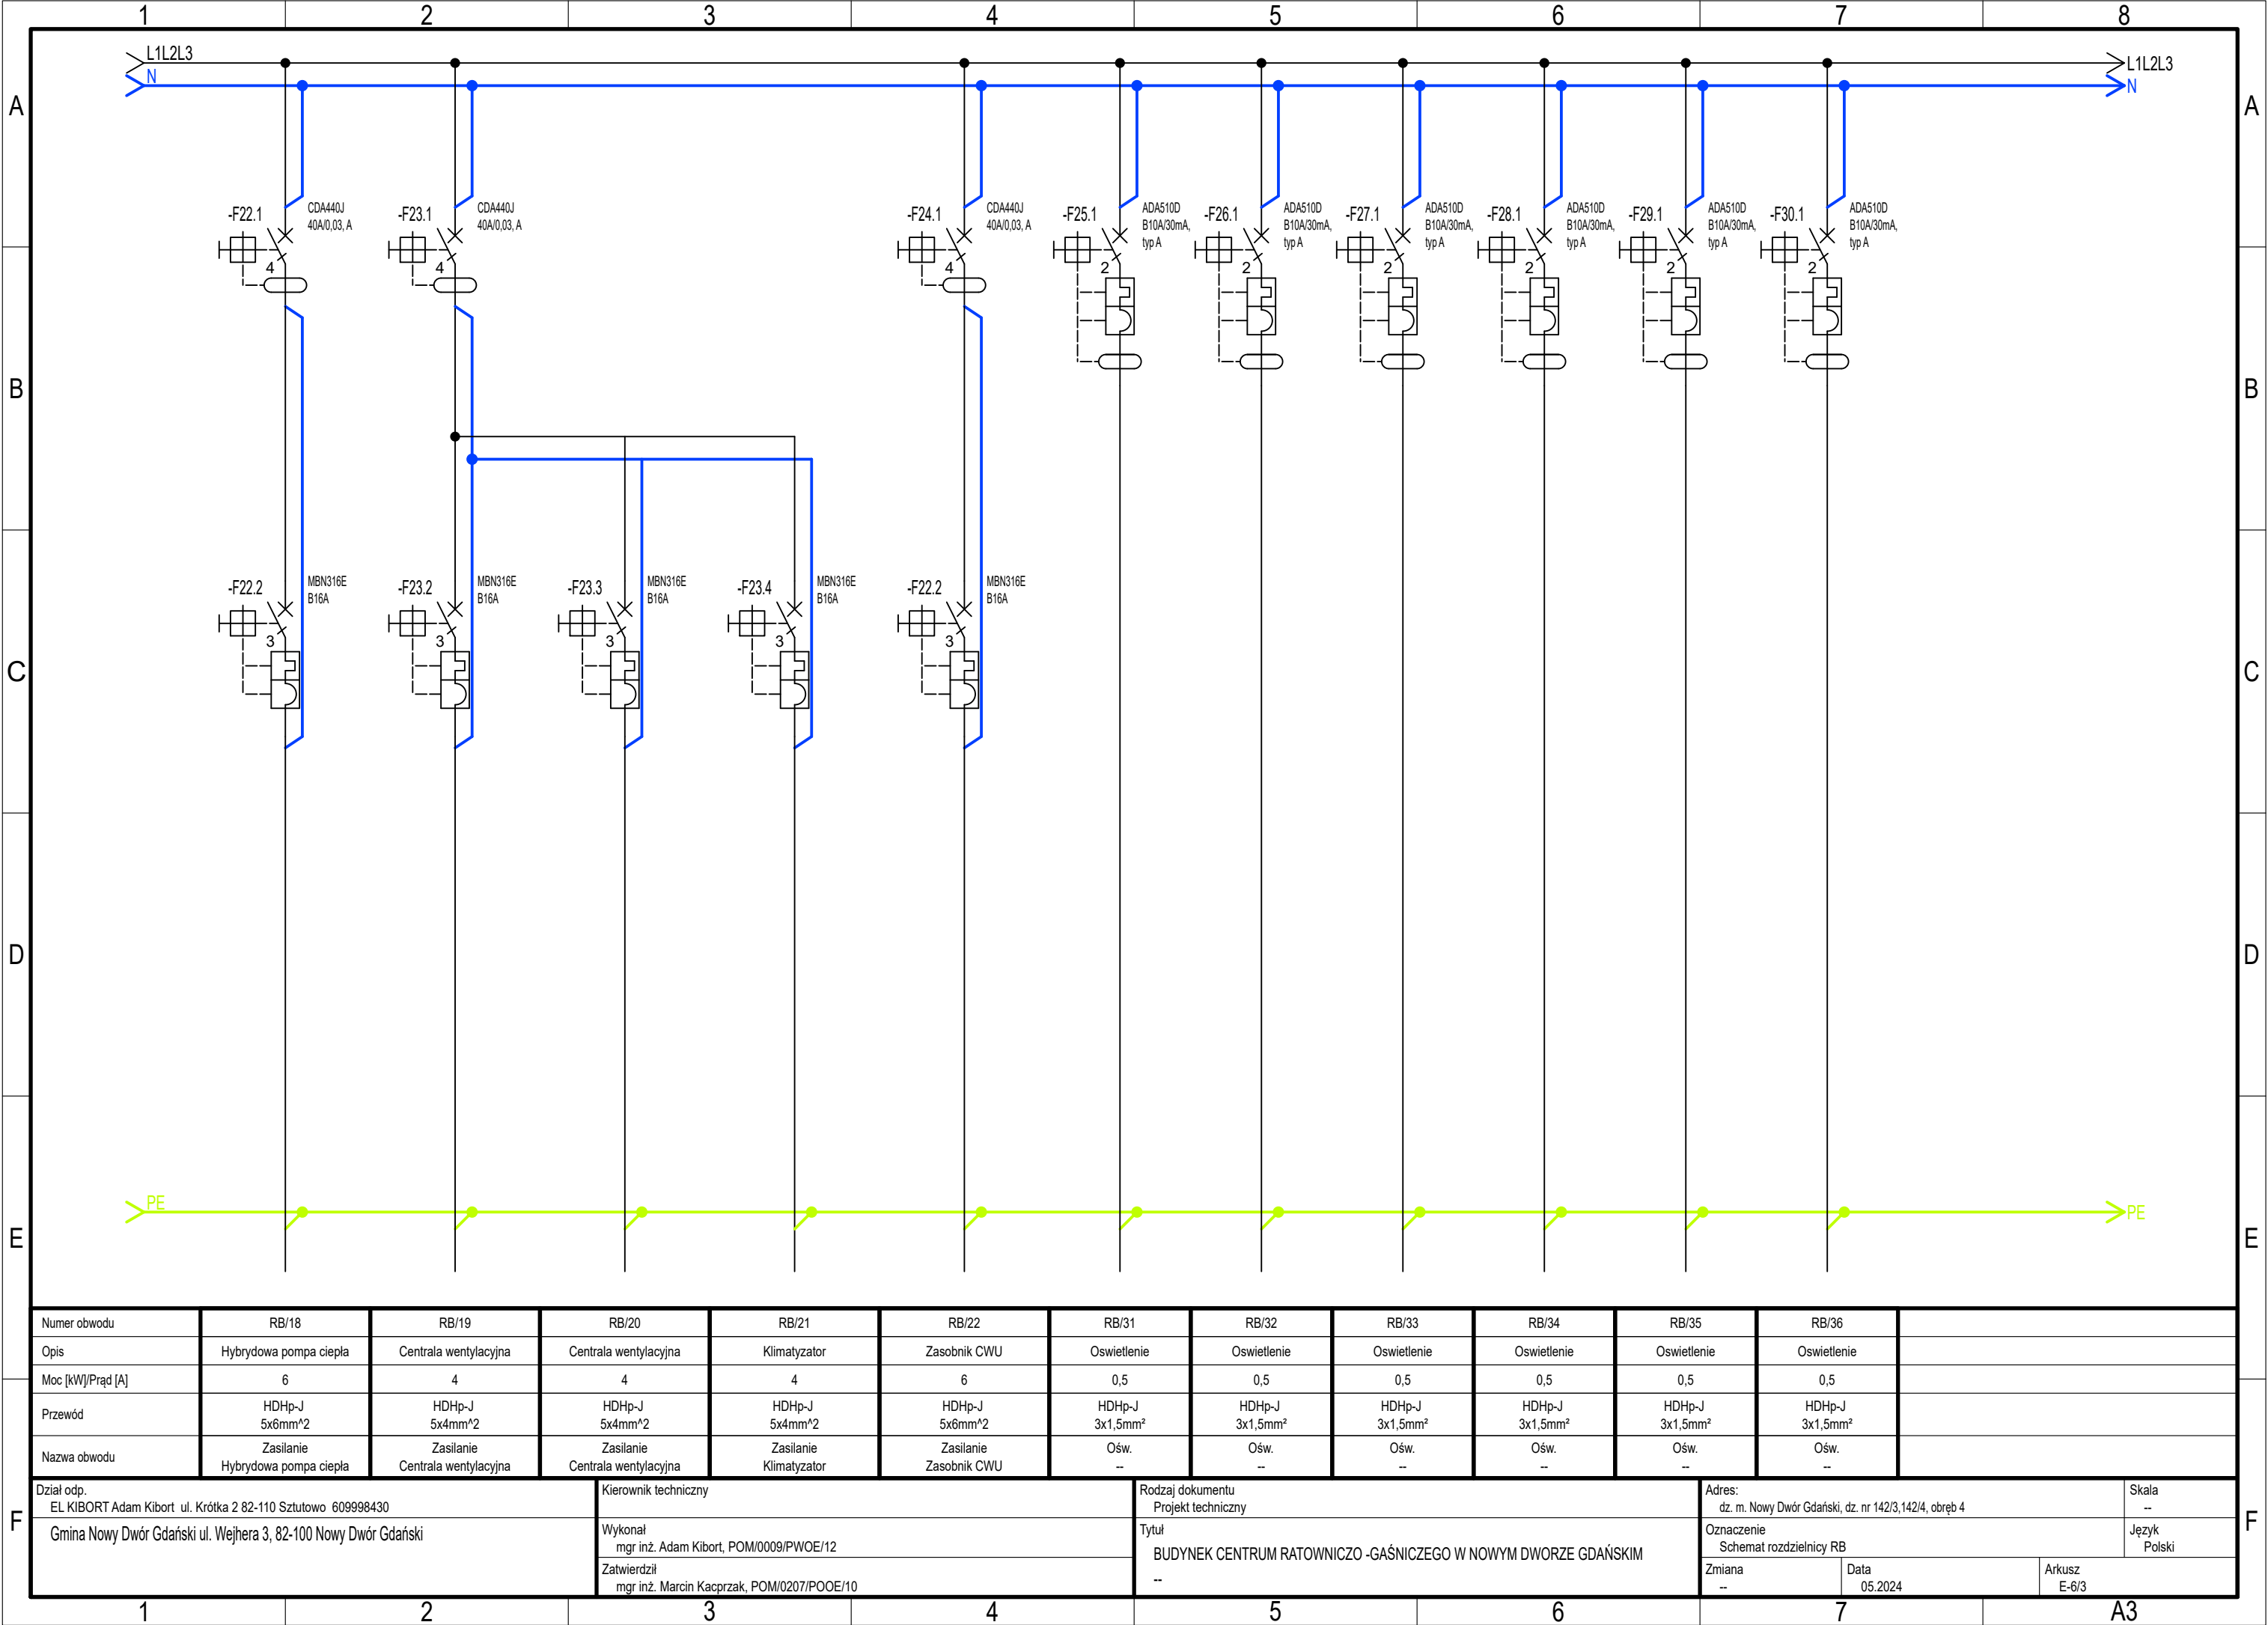 1 2 3 4 5 6 7 8
L1L2L3 L1L2L3
N N
A A
-F22.1 CDA440J -F23.1 CDA440J -F24.1 CDA440J -F25.1 ADA510D -F26.1 ADA510D -F27.1 ADA510D -F28.1 ADA510D -F29.1 ADA510D -F30.1 ADA510D
40A/0,03, A 40A/0,03, A 40A/0,03, A B10A/30mA, B10A/30mA, B10A/30mA, B10A/30mA, B10A/30mA, B10A/30mA,
typ A typ A typ A typ A typ A typ A
4 4 4 2 2 2 2 2 2
B B
-F22.2 MBN316E -F23.2 MBN316E -F23.3 MBN316E -F23.4 MBN316E -F22.2 MBN316E
B16A B16A B16A B16A B16A
3 3 3 3 3
C C
D D
PE PE
E E
Numer obwodu RB/18 RB/19 RB/20 RB/21 RB/22 RB/31 RB/32 RB/33 RB/34 RB/35 RB/36
Opis Hybrydowa pompa ciepła Centrala wentylacyjna Centrala wentylacyjna Klimatyzator Zasobnik CWU Oswietlenie Oswietlenie Oswietlenie Oswietlenie Oswietlenie Oswietlenie
Moc [kW]/Prąd [A] 6 4 4 4 6 0,5 0,5 0,5 0,5 0,5 0,5
Przewód HDHp-J HDHp-J HDHp-J HDHp-J HDHp-J HDHp-J HDHp-J HDHp-J HDHp-J HDHp-J HDHp-J
5x6mm^2 5x4mm^2 5x4mm^2 5x4mm^2 5x6mm^2 3x1,5mm² 3x1,5mm² 3x1,5mm² 3x1,5mm² 3x1,5mm² 3x1,5mm²
Nazwa obwodu Zasilanie Zasilanie Zasilanie Zasilanie Zasilanie Ośw. Ośw. Ośw. Ośw. Ośw. Ośw.
Hybrydowa pompa ciepła Centrala wentylacyjna Centrala wentylacyjna Klimatyzator Zasobnik CWU -- -- -- -- -- --
F F
Dział odp.
EL KIBORT Adam Kibort ul. Krótka 2 82-110 Sztutowo 609998430
Gmina Nowy Dwór Gdański ul. Wejhera 3, 82-100 Nowy Dwór Gdański
Kierownik techniczny
Wykonał
mgr inż. Adam Kibort, POM/0009/PWOE/12
Zatwierdził
mgr inż. Marcin Kacprzak, POM/0207/POOE/10
Rodzaj dokumentu
Projekt techniczny
Tytuł
BUDYNEK CENTRUM RATOWNICZO -GAŚNICZEGO W NOWYM DWORZE GDAŃSKIM
--
Adres:
dz. m. Nowy Dwór Gdański, dz. nr 142/3,142/4, obręb 4
Skala
--
Oznaczenie
Schemat rozdzielnicy RB
Język
Polski
Zmiana
--
Data
05.2024
Arkusz
E-6/3
1 2 3 4 5 6 7 A3